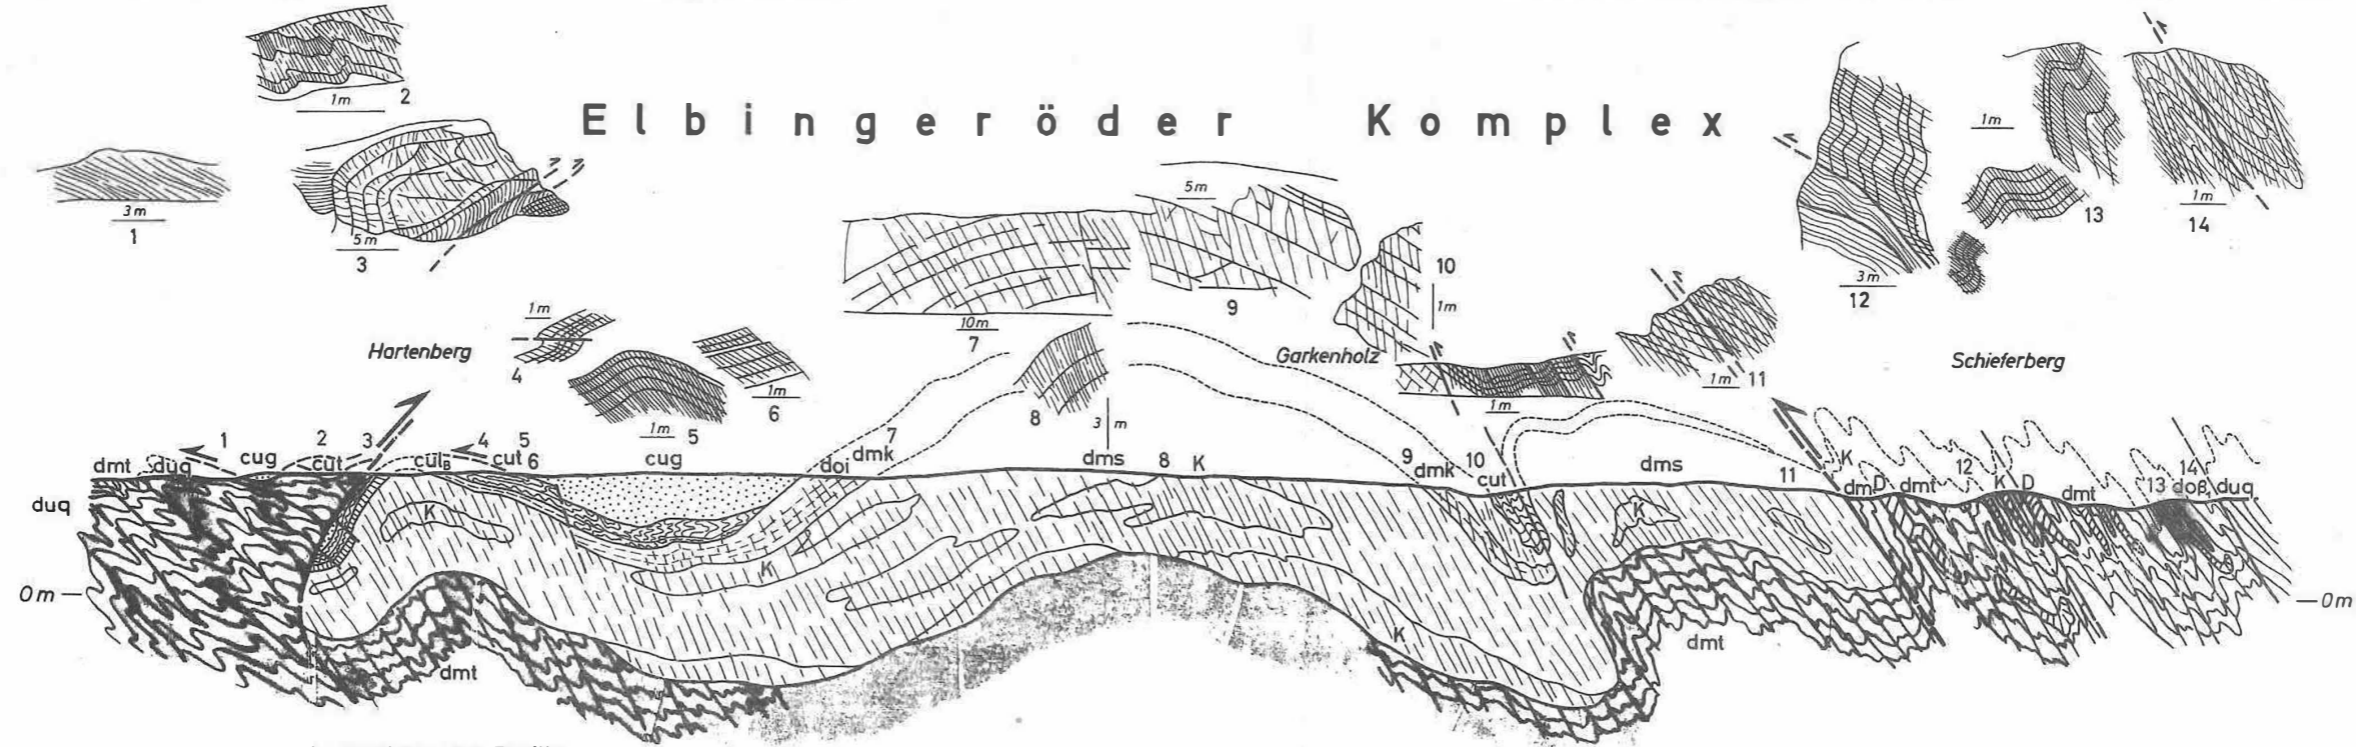 2
1m
Elbingeröder Komplex
1m
13
1m
14
3m
1
5m
3
5m
9
10
1m
3m
12
10m
7
1m
4
Hartenberg
Garkenholz
Schieferberg
1m
6
1m
5
8
3 m
1m
1m
11
1
2
3
4
5
7
dmt
duq
cug
cut
cut
6
cug
doi
dmk
dms
8
K
9
dmk
10
cut
dms
11
K
D
dmt
12
K
D
dmt
13
14
duq
duq
K
K
K
K
0m
0m
dmt
dmt